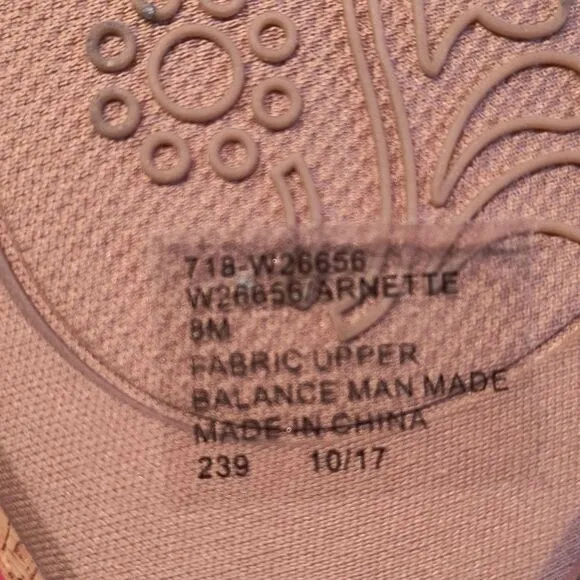 718-W26656
W26656/ARNETTE
8M
FABRIC UPPER
BALANCE MAN MADE
MADE IN CHINA
239 10/17